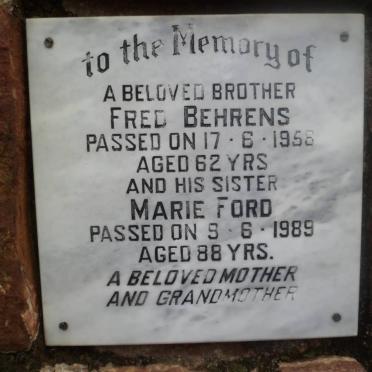 to the Memory of
A BELOVED BROTHER
FRED BEHRENS
PASSED ON 17 · 6 · 1958
AGED 62 YRS
AND HIS SISTER
MARIE FORD
PASSED ON 5 · 6 · 1989
AGED 88 YRS.
A BELOVED MOTHER
AND GRANDMOTHER